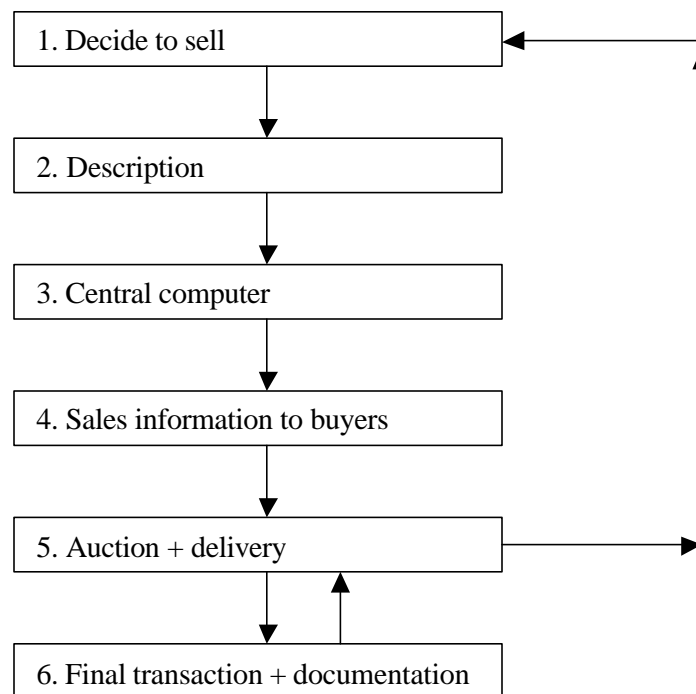 1. Decide to sell
2. Description
3. Central computer
4. Sales information to buyers
5. Auction + delivery
6. Final transaction + documentation